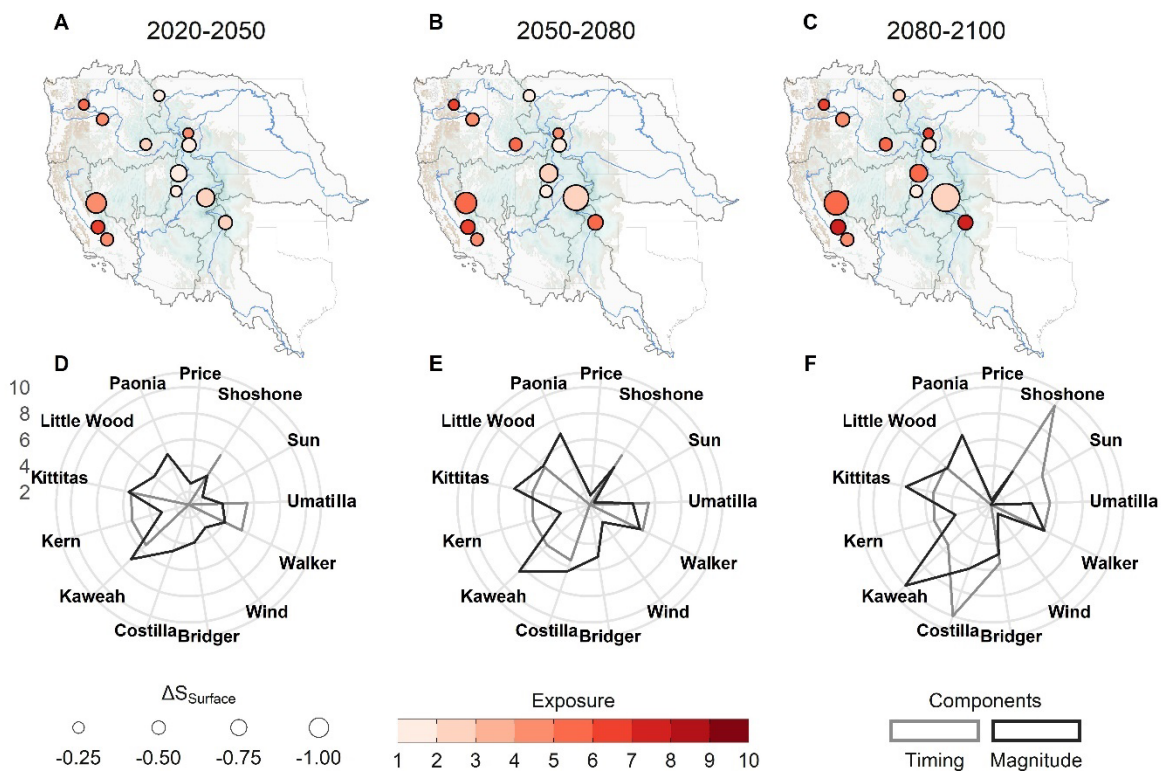 A B C
2020-2050 2050-2080 2080-2100
D E F
10
8
6
4
2
Price
Shoshone
Sun
Umatilla
Walker
Wind
Bridger
Costilla
Kaweah
Kern
Kittitas
Little Wood
Paonia
Price
Shoshone
Sun
Umatilla
Walker
Wind
Bridger
Costilla
Kaweah
Kern
Kittitas
Little Wood
Paonia
Price
Shoshone
Sun
Umatilla
Walker
Wind
Bridger
Costilla
Kaweah
Kern
Kittitas
Little Wood
Paonia
ΔSSurface
-0.25 -0.50 -0.75 -1.00
Exposure
1 2 3 4 5 6 7 8 9 10
Components
Timing Magnitude